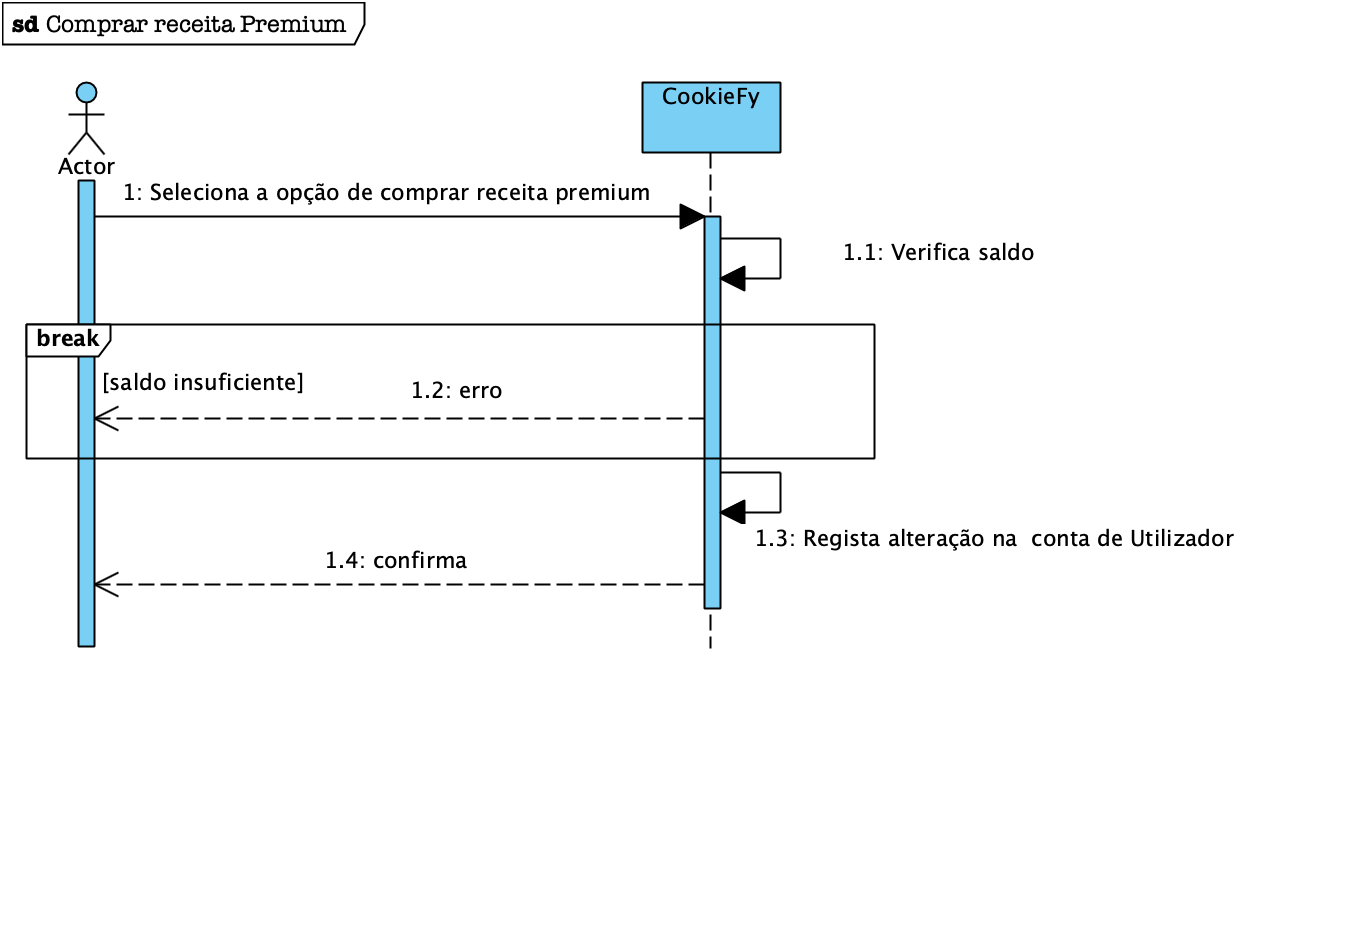 sd Comprar receita Premium
CookieFy
Actor
1: Seleciona a opção de comprar receita premium
1.1: Verifica saldo
break
[saldo insuficiente]
1.2: erro
1.3: Regista alteração na  conta de Utilizador
1.4: confirma